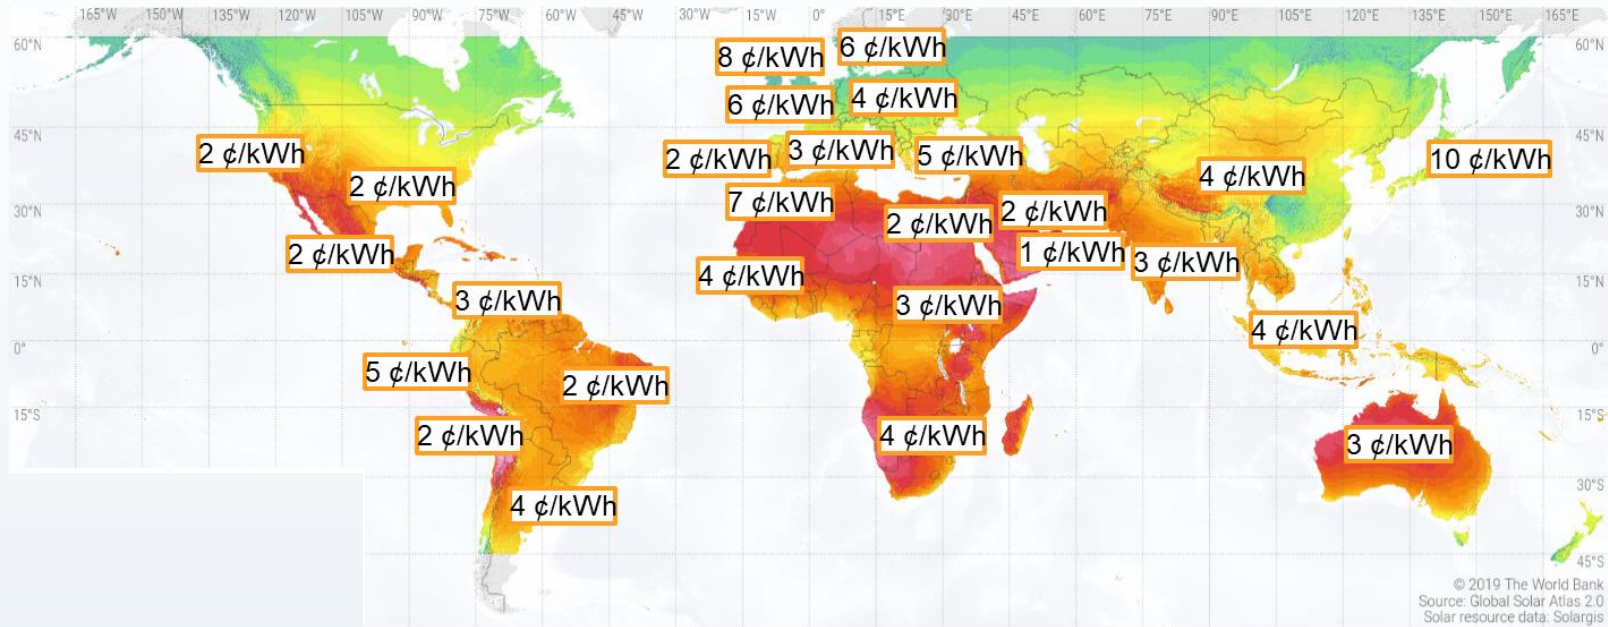 165°W 150°W 135°W 120°W 105°W 90°W 75°W 60°W 45°W 30°W 15°W 0° 15°E 30°E 45°E 60°E 75°E 90°E 105°E 120°E 135°E 150°E 165°E
60°N 8 ¢/kWh 6 ¢/kWh 60°N
6 ¢/kWh 4 ¢/kWh
45°N 45°N
2 ¢/kWh 2 ¢/kWh 3 ¢/kWh 5 ¢/kWh 10 ¢/kWh
2 ¢/kWh 4 ¢/kWh
30°N 7 ¢/kWh 2 ¢/kWh 2 ¢/kWh 30°N
2 ¢/kWh 1 ¢/kWh 3 ¢/kWh
15°N 4 ¢/kWh 15°N
3 ¢/kWh 3 ¢/kWh
0° 4 ¢/kWh 0°
5 ¢/kWh 2 ¢/kWh
15°S 15°S
2 ¢/kWh 4 ¢/kWh 3 ¢/kWh
30°S
4 ¢/kWh
45°S
© 2019 The World Bank
Source: Global Solar Atlas 2.0
Solar resource data: Solargis